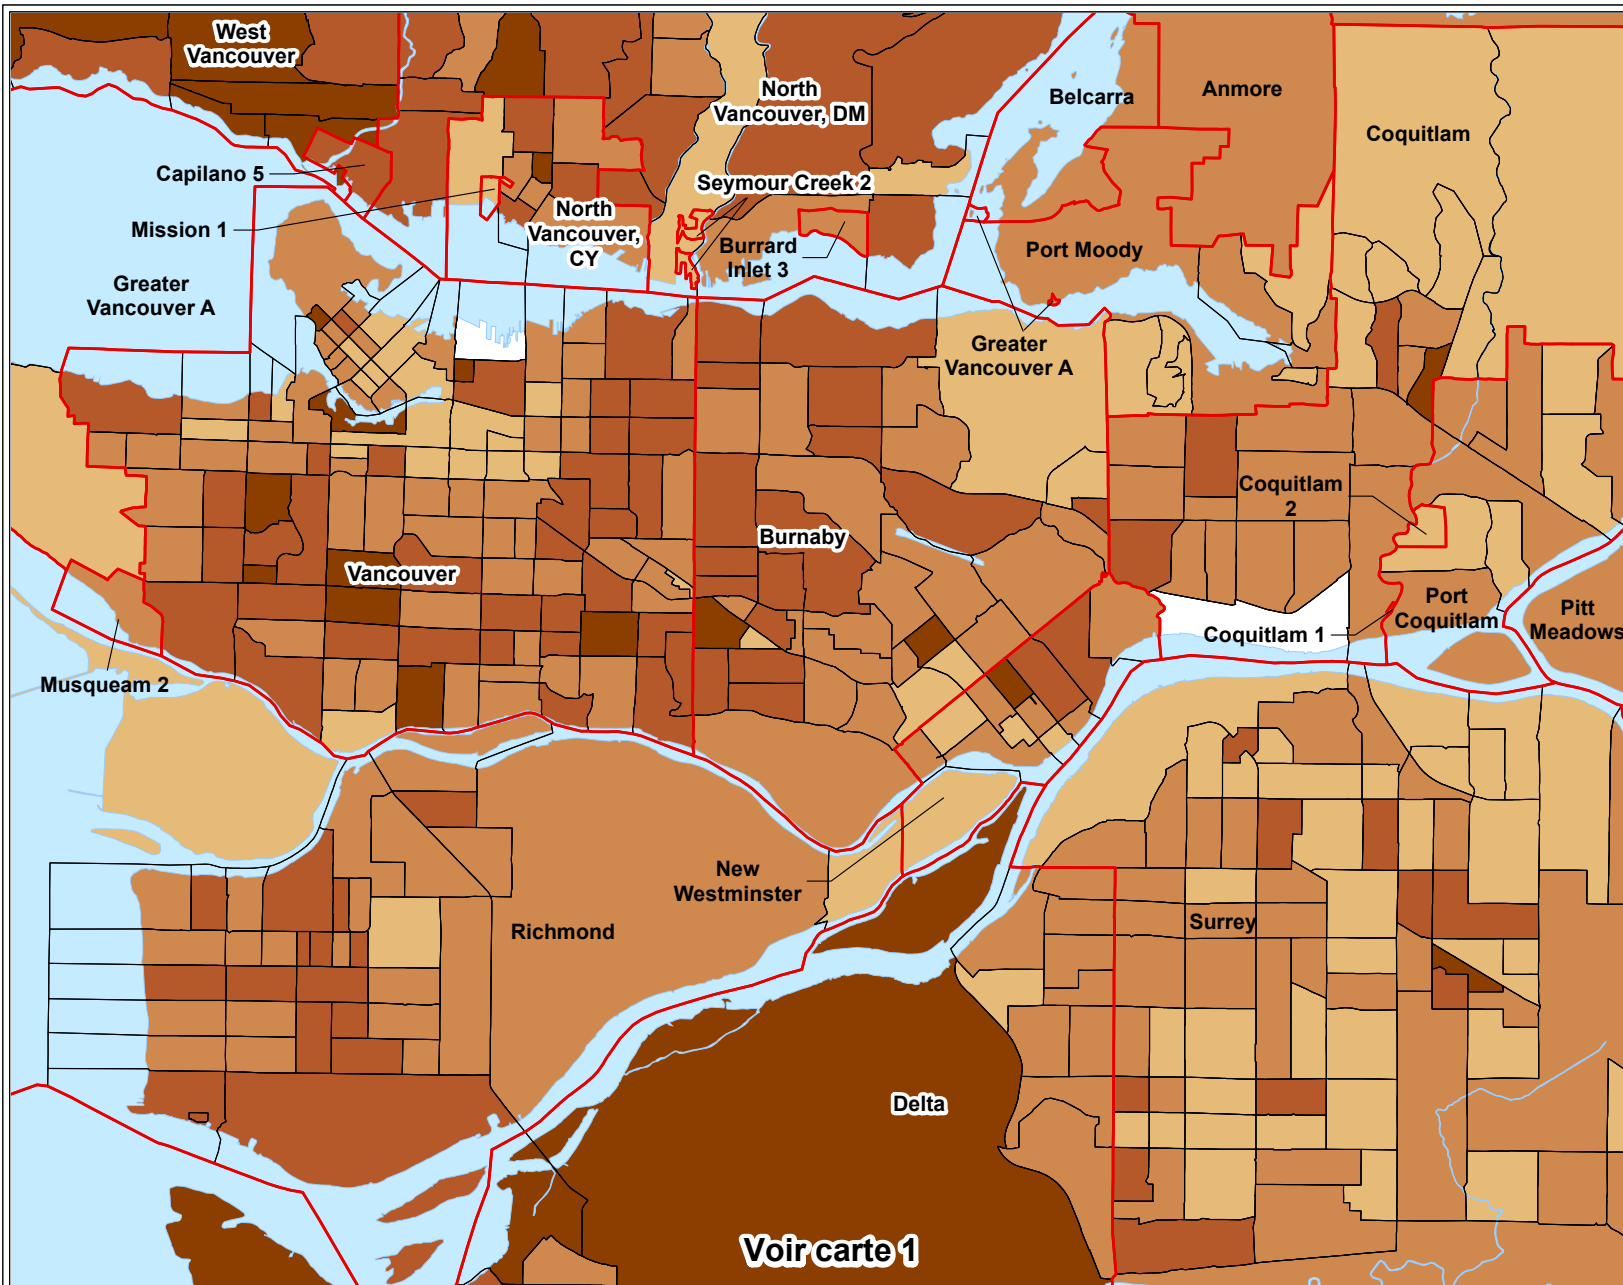 West
Vancouver
North
Vancouver, DM
Belcarra
Anmore
Coquitlam
Capilano 5
Seymour Creek 2
Mission 1
North
Vancouver,
CY
Burrard
Inlet 3
Port Moody
Greater
Vancouver A
Greater
Vancouver A
Coquitlam
2
Burnaby
Vancouver
Port
Coquitlam
Pitt
Meadows
Coquitlam 1
Musqueam 2
New
Westminster
Richmond
Surrey
Delta
Voir carte 1